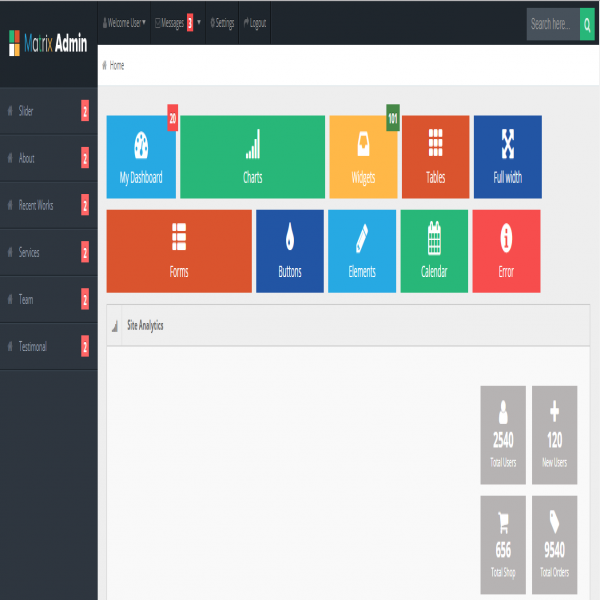 Matrix Admin
Welcome User
Messages 3
Settings
Logout
Search here...
Home
Slider 2
About 2
Recent Works 2
Services 2
Team 2
Testimonal 2
20
My Dashboard
Charts
101
Widgets
Tables
Full width
Forms
Buttons
Elements
Calendar
Error
Site Analytics
2540
Total Users
120
New Users
656
Total Shop
9540
Total Orders